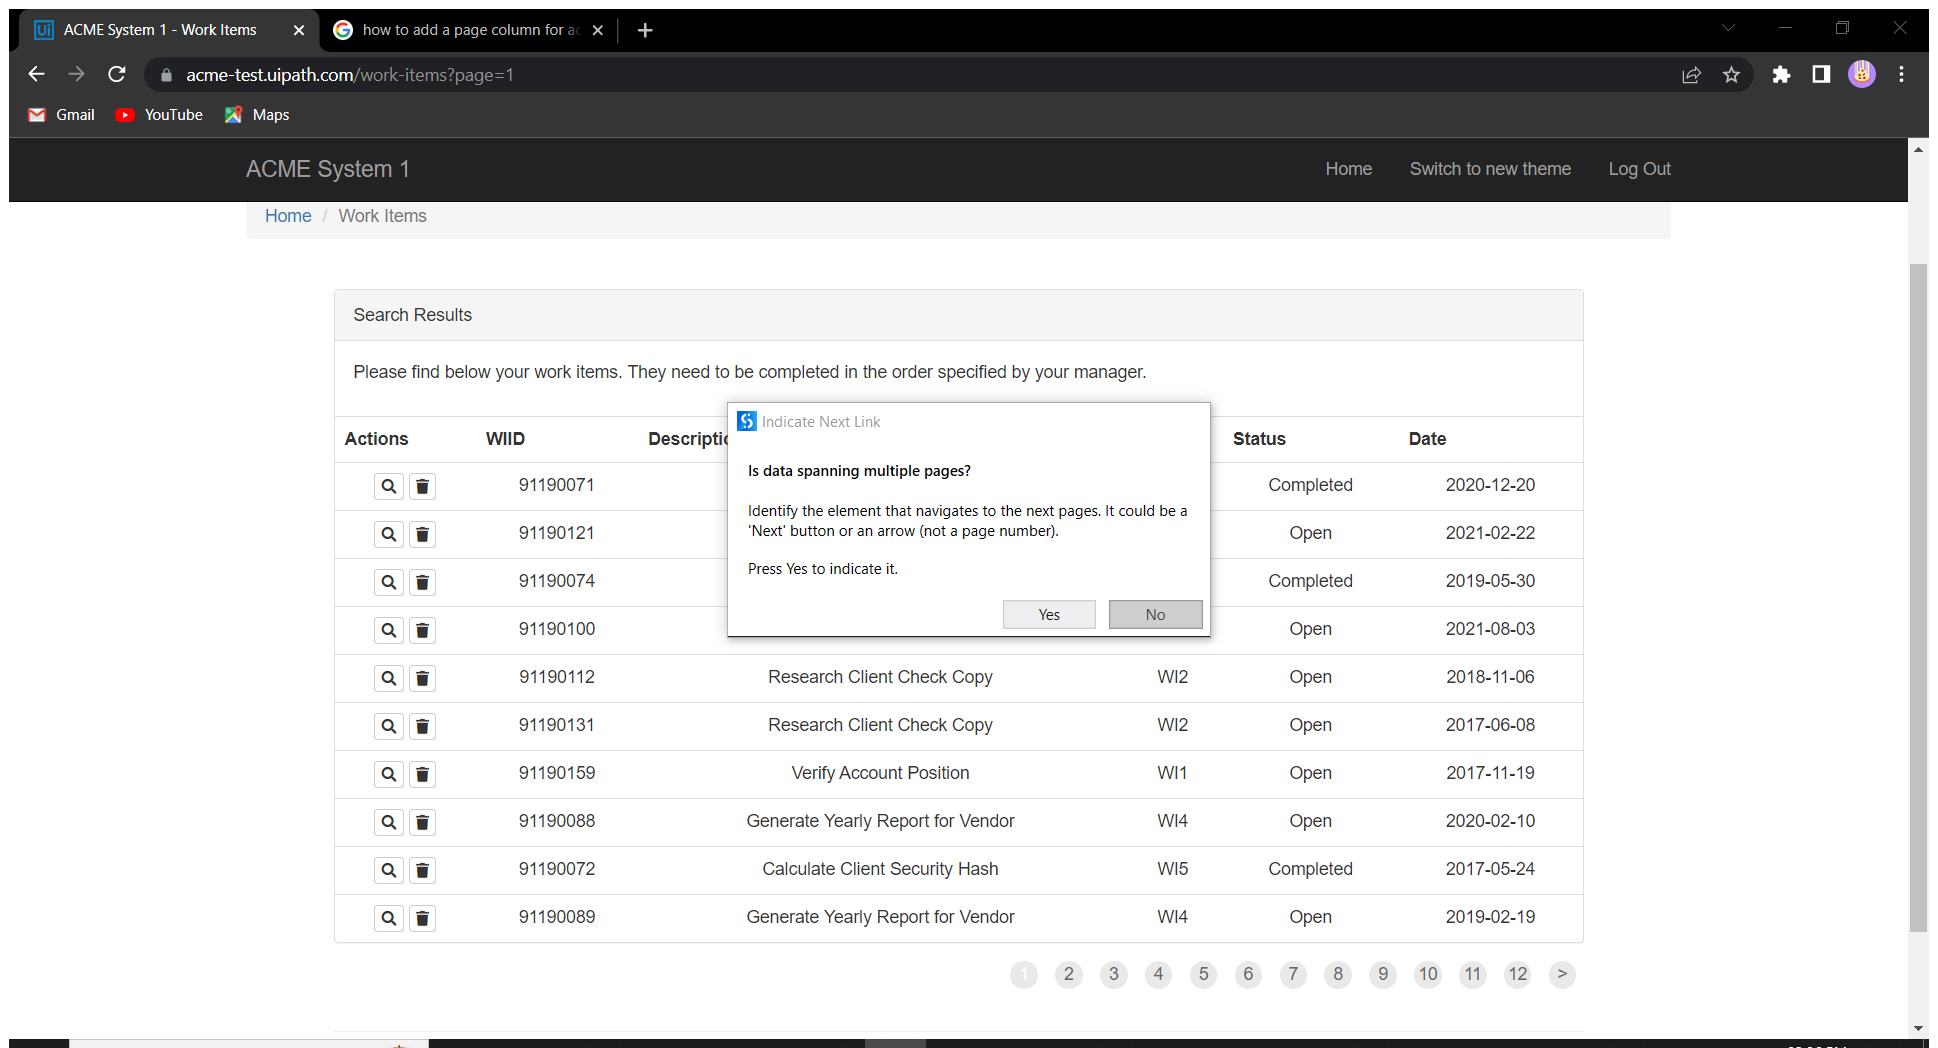 Ui ACME System 1 - Work Items
how to add a page column for ac
acme-test.uipath.com/work-items?page=1
Gmail YouTube Maps
ACME System 1 Home Switch to new theme Log Out
Home / Work Items
Search Results
Please find below your work items. They need to be completed in the order specified by your manager.
Indicate Next Link
Is data spanning multiple pages?
Identify the element that navigates to the next pages. It could be a
'Next' button or an arrow (not a page number).
Press Yes to indicate it.
Yes No
Actions WIID Descriptio Status Date
91190071 Completed 2020-12-20
91190121 Open 2021-02-22
91190074 Completed 2019-05-30
91190100 Open 2021-08-03
91190112 Research Client Check Copy WI2 Open 2018-11-06
91190131 Research Client Check Copy WI2 Open 2017-06-08
91190159 Verify Account Position WI1 Open 2017-11-19
91190088 Generate Yearly Report for Vendor WI4 Open 2020-02-10
91190072 Calculate Client Security Hash WI5 Completed 2017-05-24
91190089 Generate Yearly Report for Vendor WI4 Open 2019-02-19
1 2 3 4 5 6 7 8 9 10 11 12 >